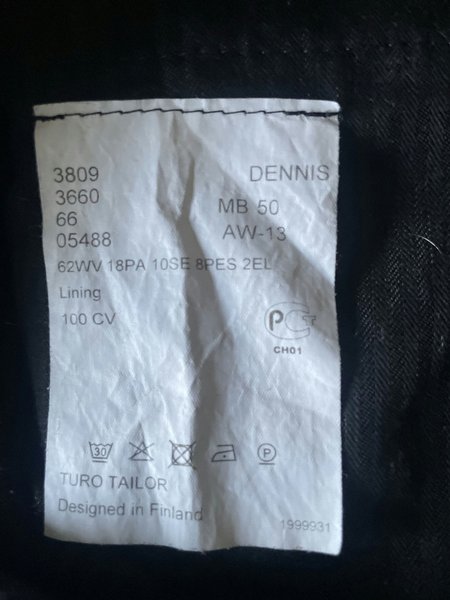 3809 DENNIS
3660 MB 50
66
05488 AW-13
62WV 18PA 10SE 8PES 2EL
Lining
100 CV
РСТ
CH01
30 P
TURO TAILOR
Designed in Finland
1999931